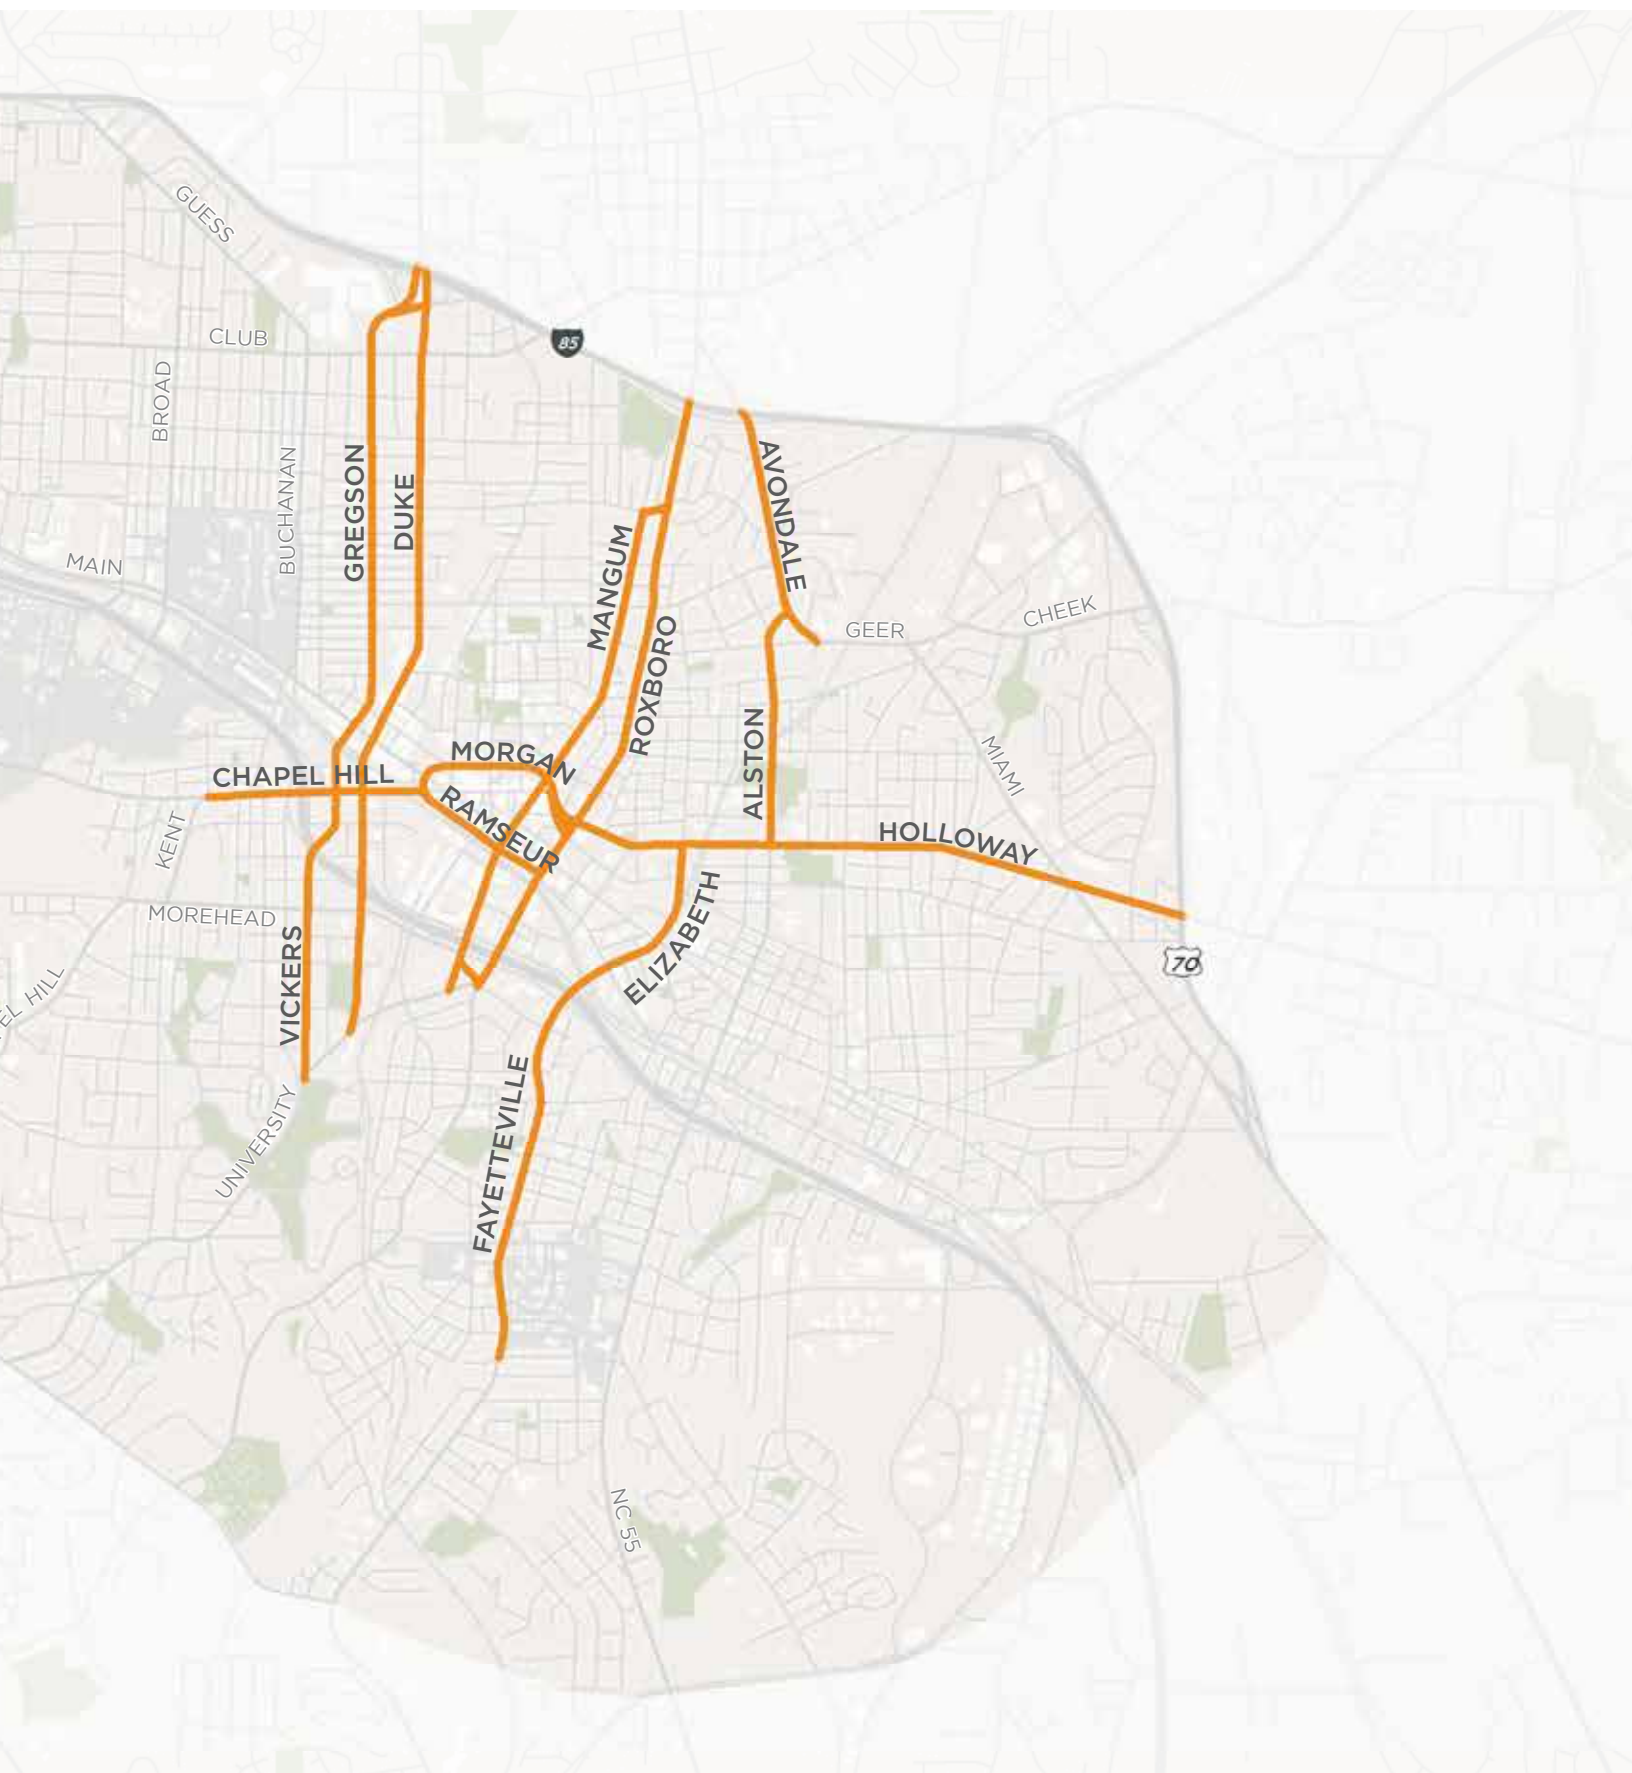 GUESS
CLUB
85
BROAD
BUCHANAN
GREGSON
DUKE
AVONDALE
MANGUM
MAIN
ROXBORO
GEER
CHEEK
ALSTON
MIAMI
MORGAN
CHAPEL HILL
RAMSEUR
KENT
HOLLOWAY
MOREHEAD
ELIZABETH
VICKERS
70
EL HILL
FAYETTEVILLE
UNIVERSITY
NC 55